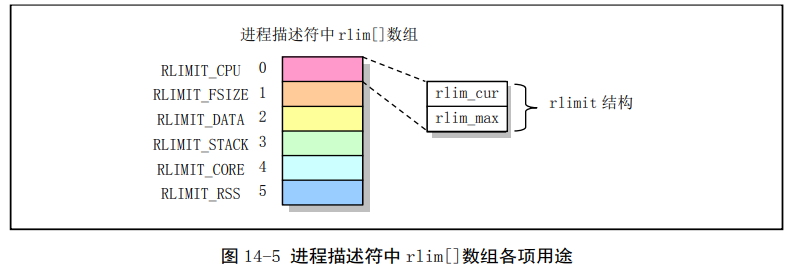 进程描述符中 rlim[]数组
RLIMIT_CPU 0
RLIMIT_FSIZE 1
RLIMIT_DATA 2
RLIMIT_STACK 3
RLIMIT_CORE 4
RLIMIT_RSS 5
rlim_cur
rlim_max
rlimit 结构
图 14-5 进程描述符中 rlim[]数组各项用途